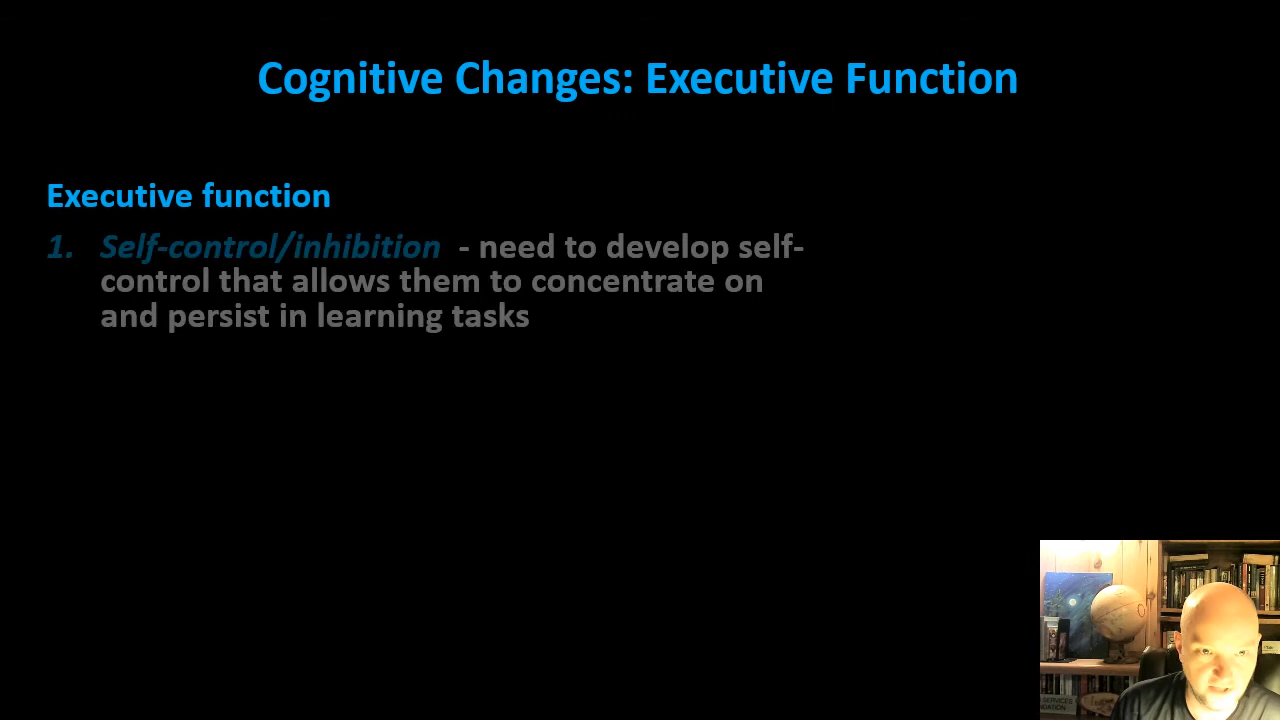 Cognitive Changes: Executive Function
Executive function
1. Self-control/inhibition - need to develop self-
control that allows them to concentrate on
and persist in learning tasks